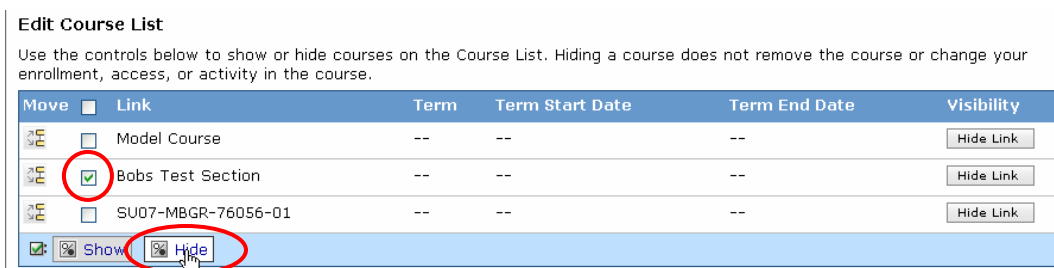 Edit Course List
Use the controls below to show or hide courses on the Course List. Hiding a course does not remove the course or change your
enrollment, access, or activity in the course.
Move Link Term Term Start Date Term End Date Visibility
Model Course -- -- -- Hide Link
Bobs Test Section -- -- -- Hide Link
SU07-MBGR-76056-01 -- -- -- Hide Link
Show Hide